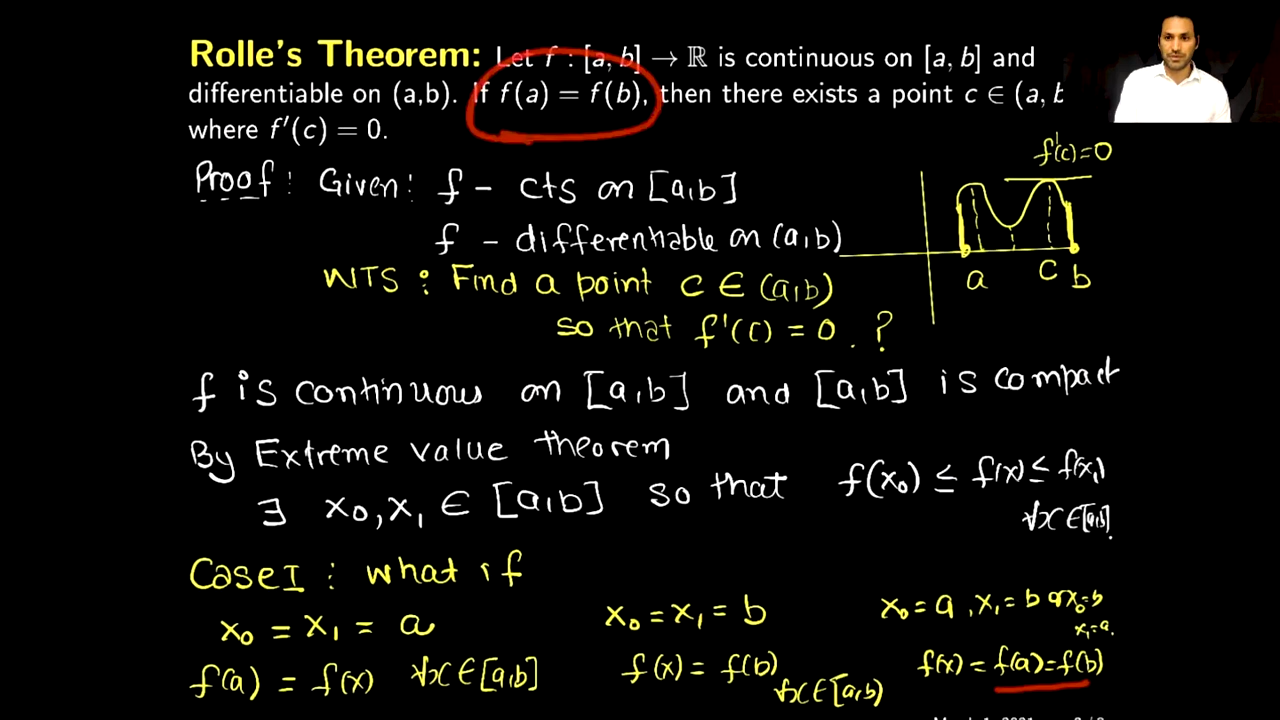 Rolle's Theorem: Let f : [a, b] → ℝ is continuous on [a, b] and
differentiable on (a,b). If f(a) = f(b), then there exists a point c ∈ (a, b
where f′(c) = 0.
f'(c)=0
Proof : Given: f - cts on [a,b]
f - differentiable on (a,b)
a c b
WTS : Find a point c ∈ (a,b)
so that f'(c) = 0. ?
f is continuous on [a,b] and [a,b] is compact
By Extreme value theorem
∃ x₀, x₁ ∈ [a,b] so that f(x₀) ≤ f(x) ≤ f(x₁)
∀x∈[a,b].
Case I : what if
x₀ = x₁ = a x₀ = x₁ = b x₀ = a, x₁ = b or x₀=b
x₁=a.
f(a) = f(x) ∀x∈[a,b] f(x) = f(b) ∀x∈[a,b) f(x) = f(a)=f(b)